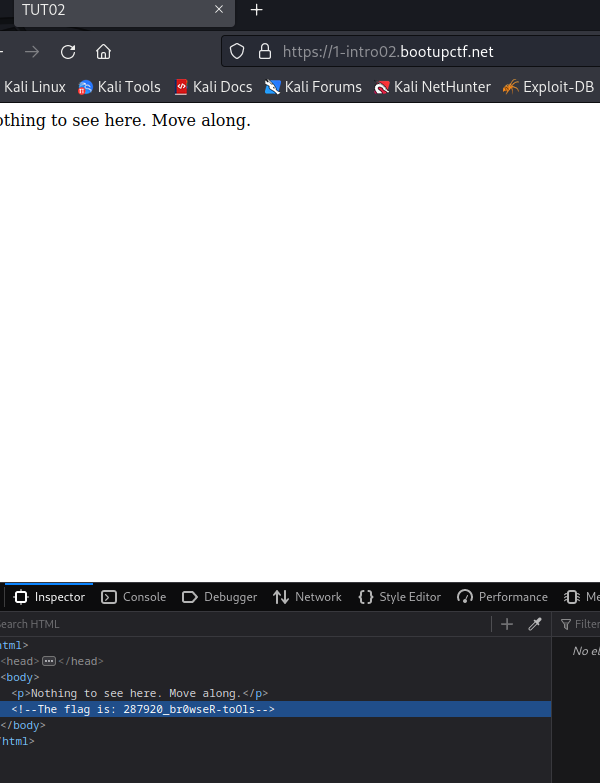 TUT02
https://1-intro02.bootupctf.net
Kali Linux Kali Tools Kali Docs Kali Forums Kali NetHunter Exploit-DB
othing to see here. Move along.
Inspector Console Debugger Network Style Editor Performance Me
earch HTML Filter
html>
<head> </head> No el
<body>
<p>Nothing to see here. Move along.</p>
<!--The flag is: 287920_br0wseR-toOls-->
</body>
/html>